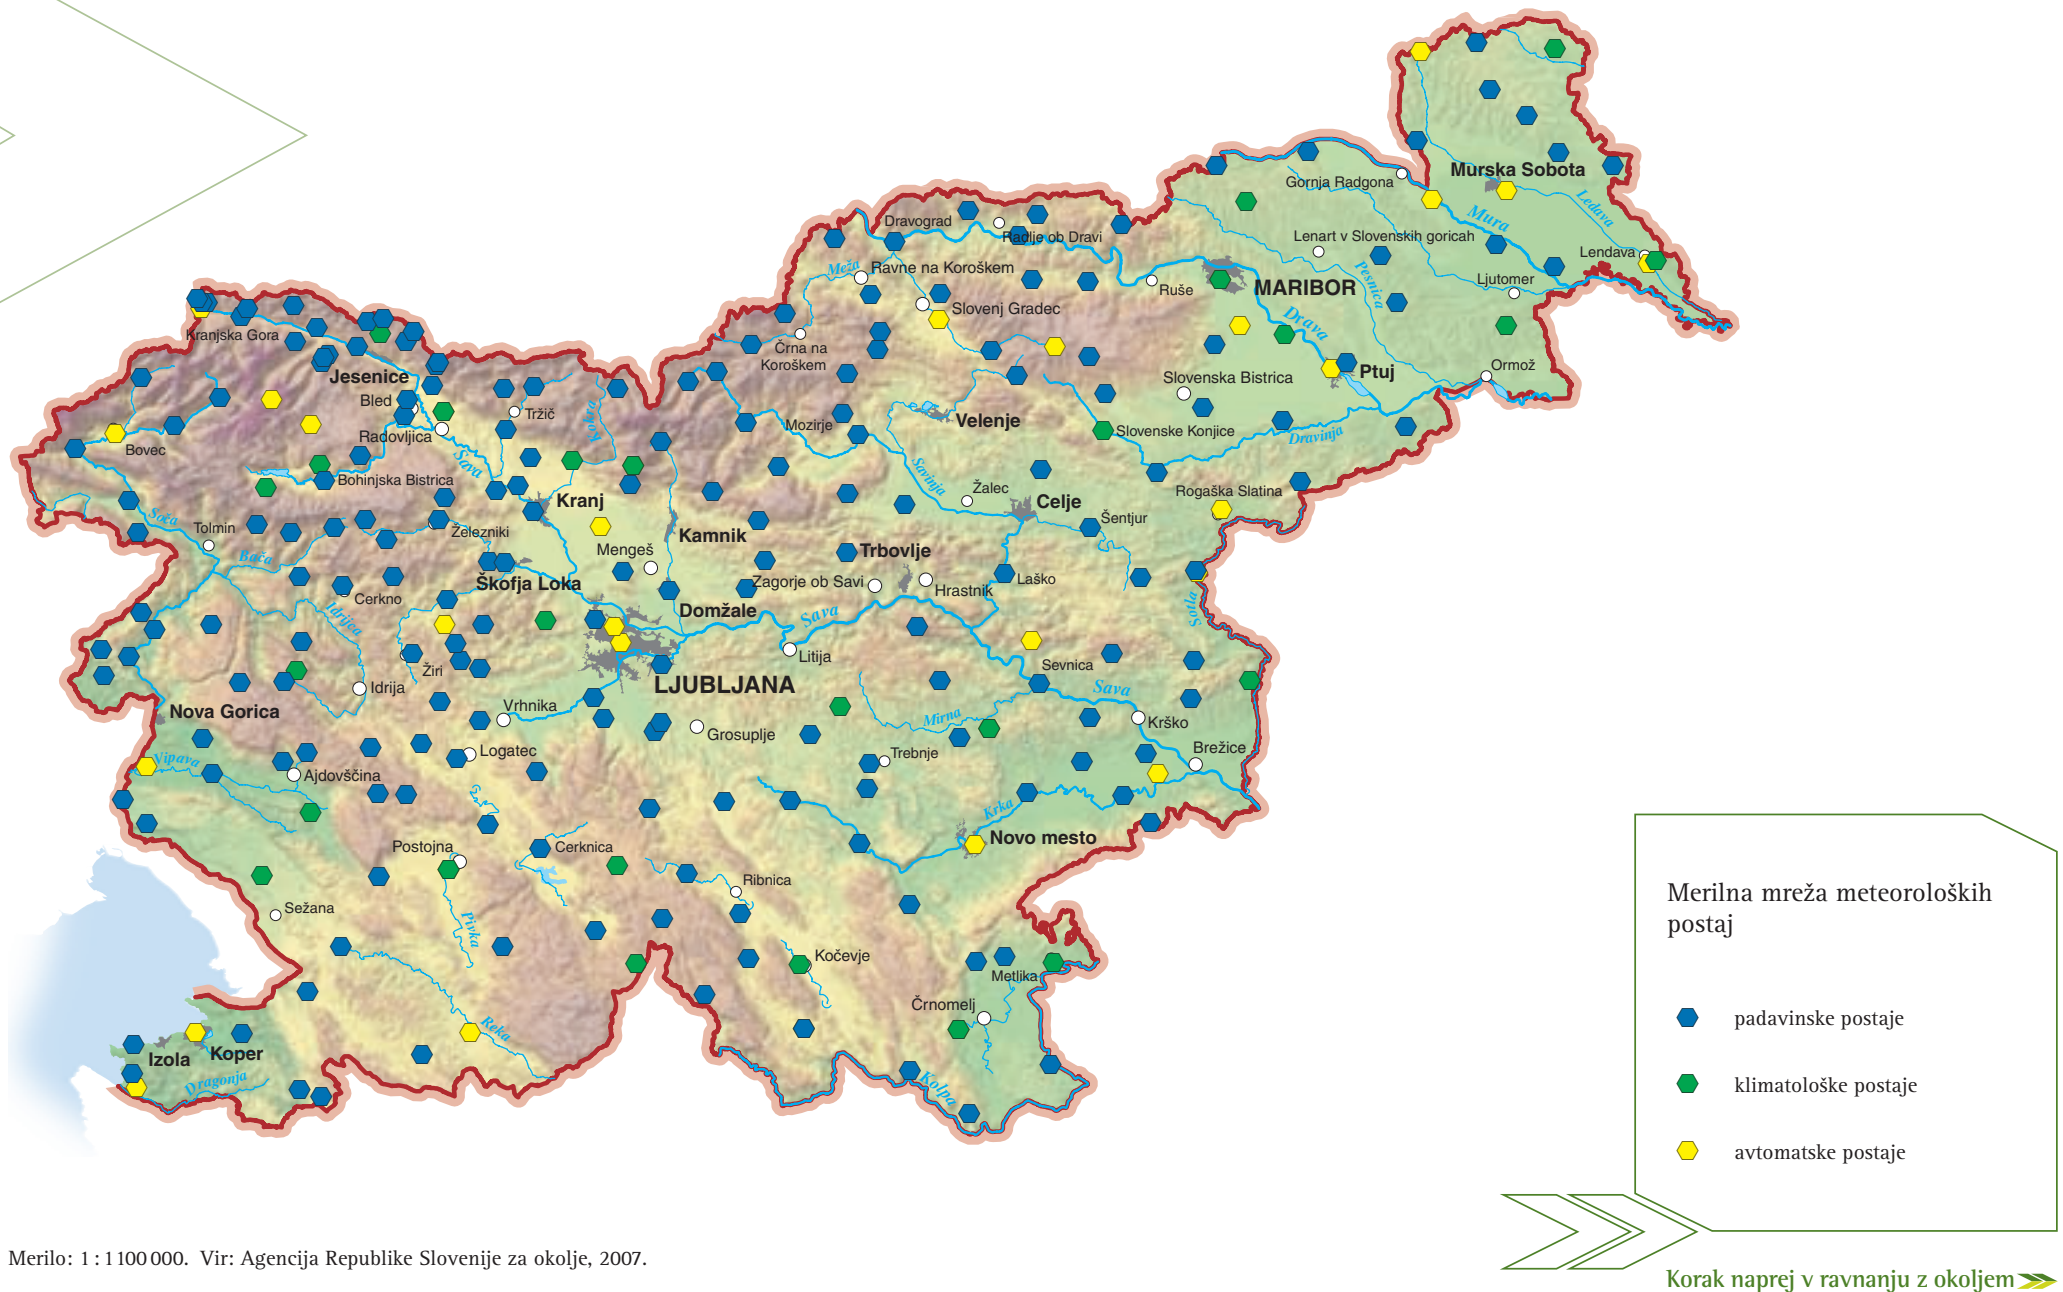 Murska Sobota
Gornja Radgona
Ledava
Mura
Dravograd
Radlje ob Dravi
Lenart v Slovenskih goricah
Lendava
Meža
Ravne na Koroškem
Pesnica
Ljutomer
Ruše
MARIBOR
Slovenj Gradec
Drava
Kranjska Gora
Črna na
Koroškem
Ormož
Jesenice
Ptuj
Slovenska Bistrica
Bled
Tržič
Kokra
Mozirje
Velenje
Radovljica
Slovenske Konjice
Dravinja
Bovec
Sava
Savinja
Bohinjska Bistrica
Rogaška Slatina
Žalec
Kranj
Celje
Soča
Šentjur
Tolmin
Železniki
Kamnik
Mengeš
Trbovlje
Bača
Škofja Loka
Zagorje ob Savi
Laško
Hrastnik
Cerkno
Sotla
Domžale
Sava
Idrijca
Litija
Sevnica
Žiri
LJUBLJANA
Idrija
Sava
Vrhnika
Nova Gorica
Mirna
Krško
Grosuplje
Logatec
Trebnje
Brežice
Vipava
Ajdovščina
Krka
Novo mesto
Postojna
Cerknica
Ribnica
Sežana
Pivka
Kočevje
Metlika
Črnomelj
Reka
Izola
Koper
Dragonja
Kolpa
Merilna mreža meteoroloških
postaj
padavinske postaje
klimatološke postaje
avtomatske postaje
Merilo: 1 : 1 100 000. Vir: Agencija Republike Slovenije za okolje, 2007.
Korak naprej v ravnanju z okoljem